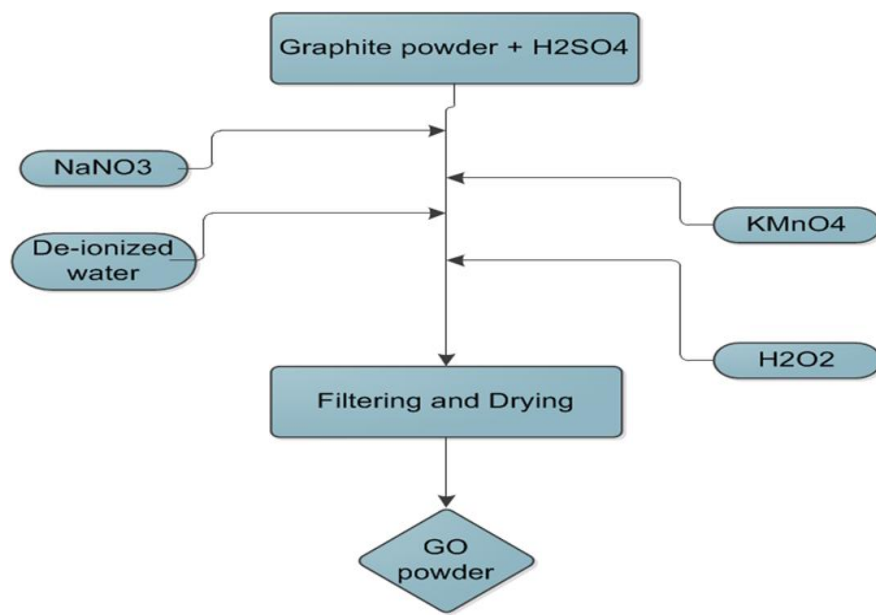 Graphite powder + H2SO4
NaNO3
KMnO4
De-ionized
water
H2O2
Filtering and Drying
GO
powder